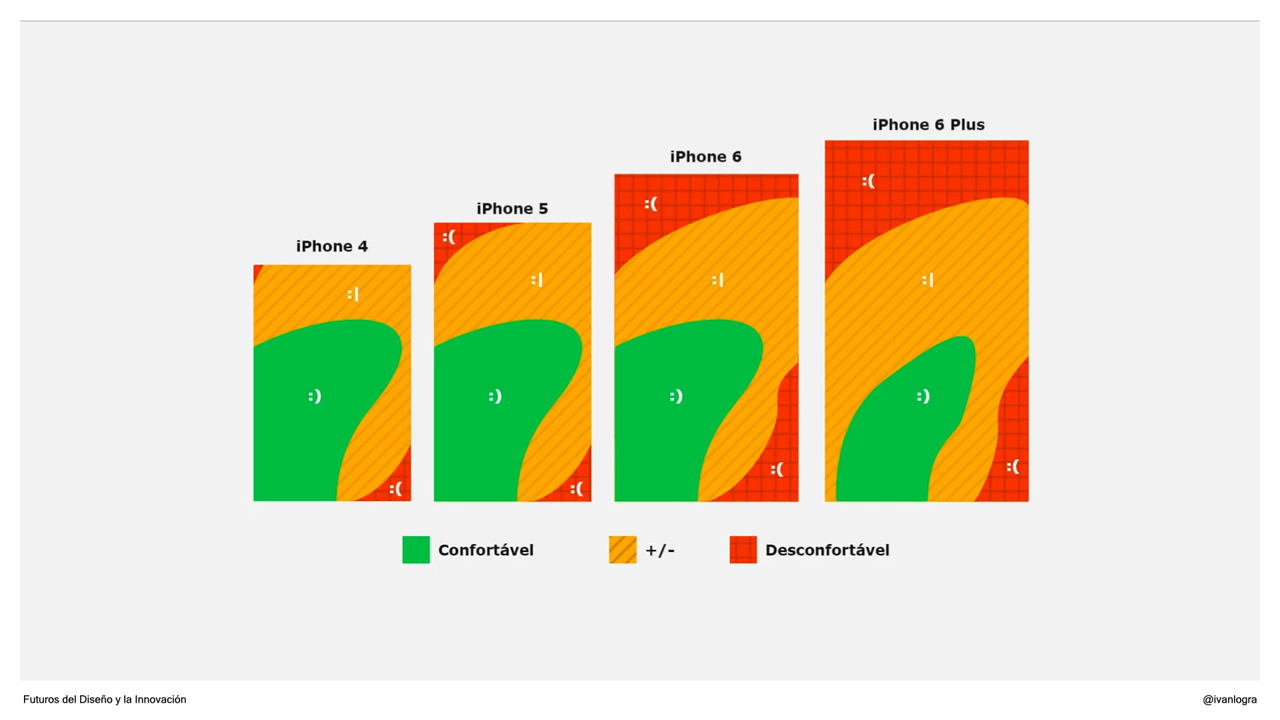 iPhone 4
:|
:)
:(
iPhone 5
:(
:|
:)
:(
iPhone 6
:(
:|
:)
:(
iPhone 6 Plus
:(
:|
:)
:(
Confortável
+/-
Desconfortável
Futuros del Diseño y la Innovación
@ivanlogra